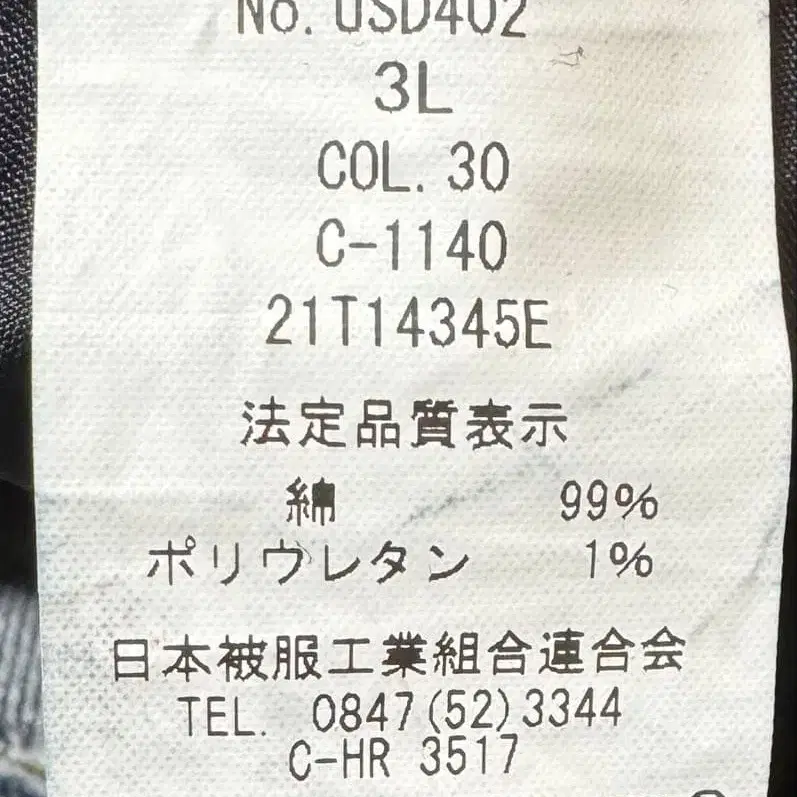 No. USD402
3L
COL. 30
C-1140
21T14345E
法定品質表示
綿 99%
ポリウレタン 1%
日本被服工業組合連合会
TEL. 0847(52)3344
C-HR 3517